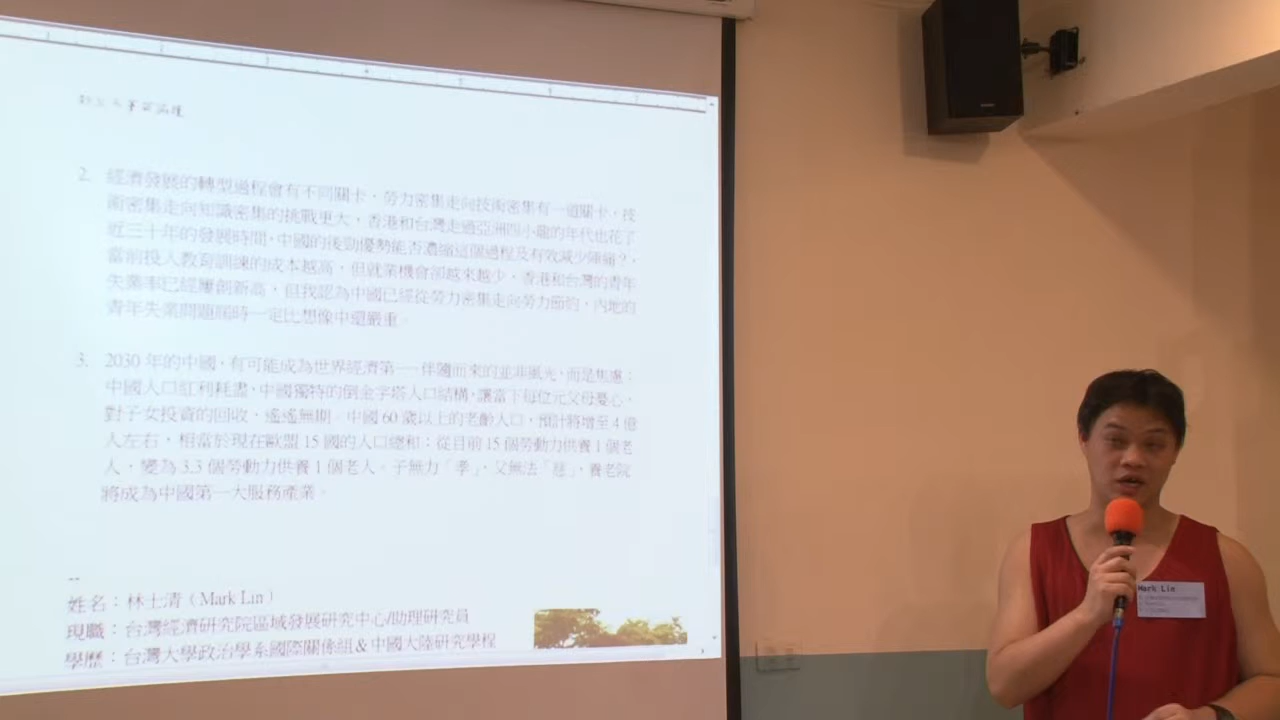 2. 經濟發展的轉型過程會有不同關卡，勞力密集走向技術密集有一道關卡，技
術密集走向知識密集的挑戰更大，香港和台灣走過亞洲四小龍的年代也花了
近三十年的發展時間，中國的後勁優勢能否濃縮這個過程及有效減少陣痛？，
當前投入教育訓練的成本越高，但就業機會卻越來越少，香港和台灣的青年
失業率已經屢創新高，但我認為中國已經從勞力密集走向勞力節約，內地的
青年失業問題屆時一定比想像中還嚴重。
3. 2030 年的中國，有可能成為世界經濟第一，伴隨而來的並非風光，而是焦慮；
中國人口紅利耗盡，中國獨特的倒金字塔人口結構，讓當下每位元父母憂心，
對子女投資的回收，遙遙無期。中國 60 歲以上的老齡人口，預計將增至 4 億
人左右，相當於現在歐盟 15 國的人口總和；從目前 15 個勞動力供養 1 個老
人，變為 3.3 個勞動力供養 1 個老人。子無力「孝」，又無法「慈」，養老院
將成為中國第一大服務產業。
--
姓名：林士清（Mark Lin）
現職：台灣經濟研究院區域發展研究中心/助理研究員
學歷：台灣大學政治學系國際關係組＆中國大陸研究學程
Mark Lin